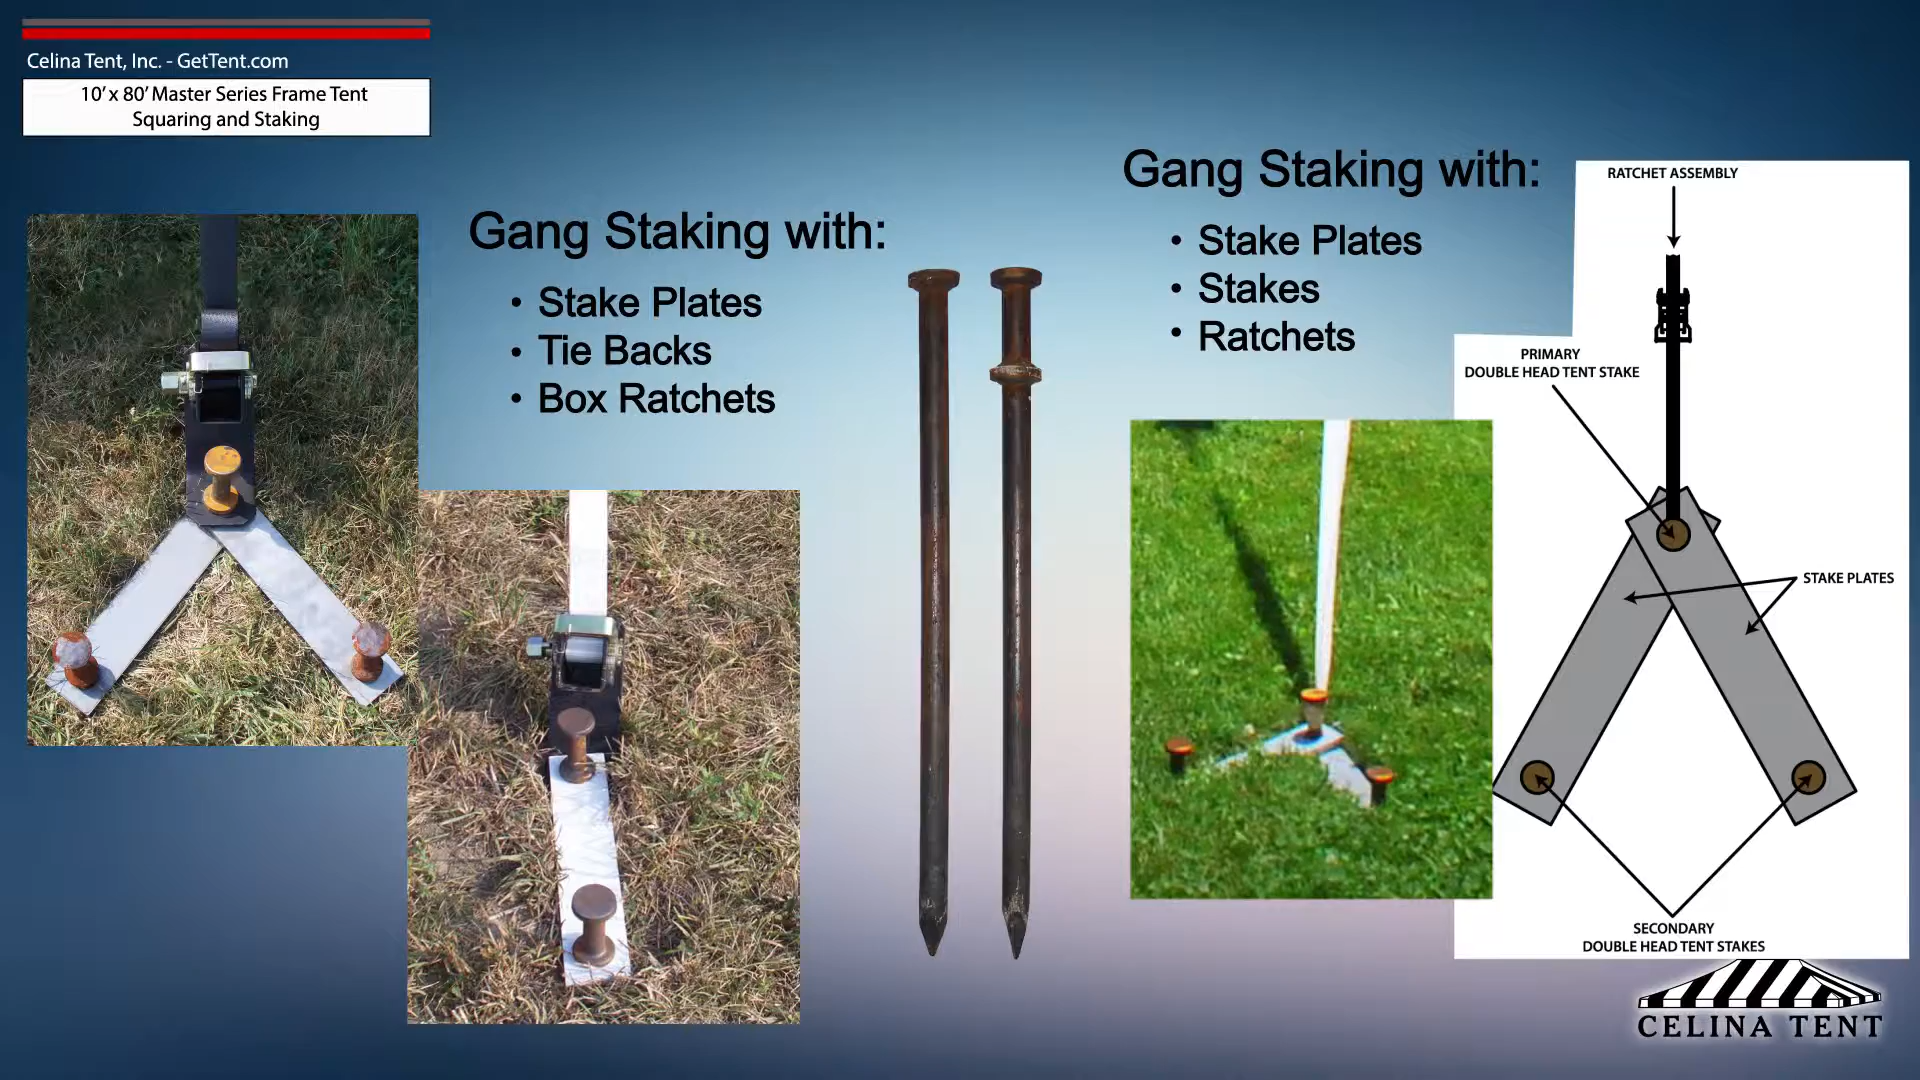 Celina Tent, Inc. - GetTent.com
10’ x 80’ Master Series Frame Tent
Squaring and Staking
Gang Staking with:
• Stake Plates
• Tie Backs
• Box Ratchets
Gang Staking with:
• Stake Plates
• Stakes
• Ratchets
RATCHET ASSEMBLY
PRIMARY
DOUBLE HEAD TENT STAKE
STAKE PLATES
SECONDARY
DOUBLE HEAD TENT STAKES
CELINA TENT